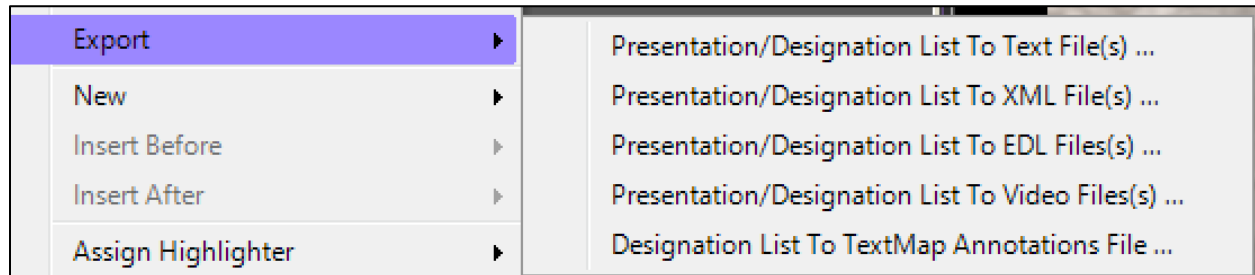 Export
New
Insert Before
Insert After
Assign Highlighter
Presentation/Designation List To Text File(s) ...
Presentation/Designation List To XML File(s) ...
Presentation/Designation List To EDL Files(s) ...
Presentation/Designation List To Video Files(s) ...
Designation List To TextMap Annotations File ...